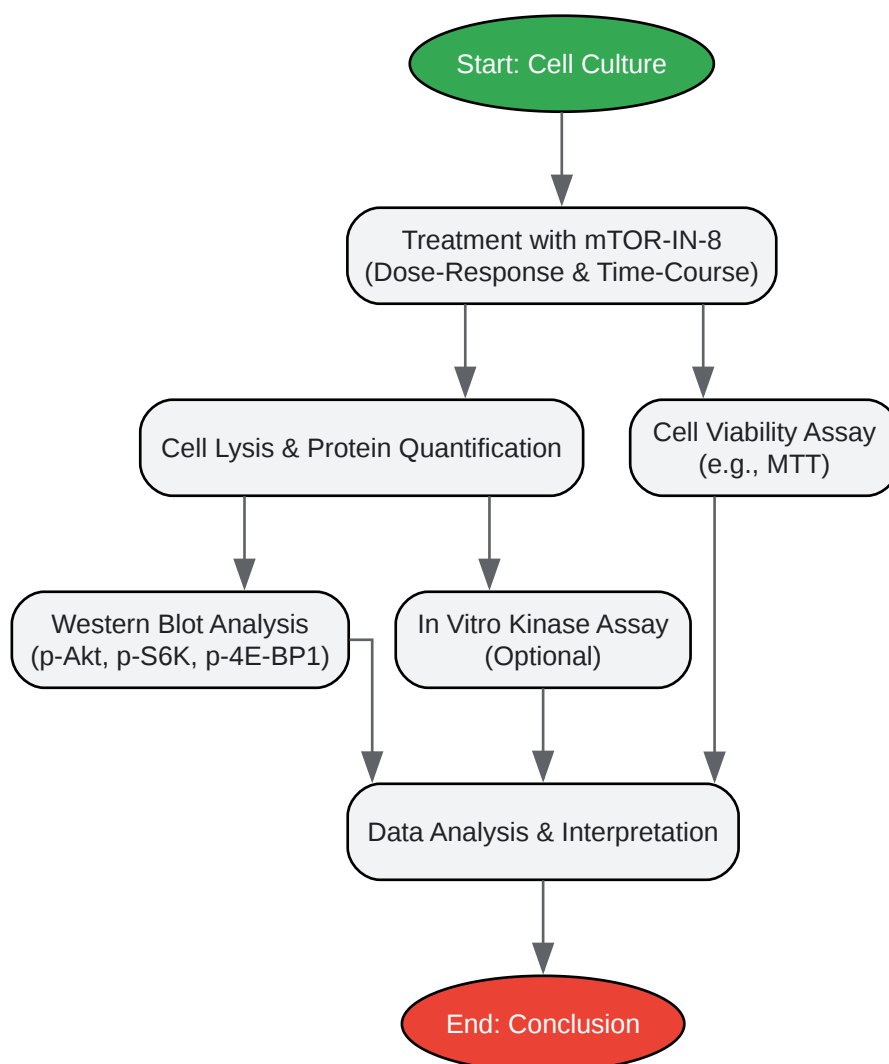 Start: Cell Culture
Treatment with mTOR-IN-8
(Dose-Response & Time-Course)
Cell Lysis & Protein Quantification
Cell Viability Assay
(e.g., MTT)
Western Blot Analysis
(p-Akt, p-S6K, p-4E-BP1)
In Vitro Kinase Assay
(Optional)
Data Analysis & Interpretation
End: Conclusion